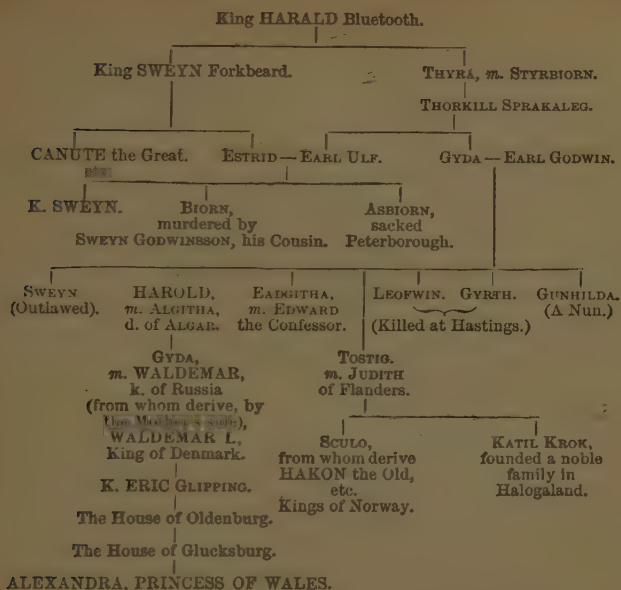 King HARALD Bluetooth.
King SWEYN Forkbeard.
THYRA, m. STYRBIORN.
THORKILL SPRAKALEG.
CANUTE the Great.
ESTRID — EARL ULF.
GYDA — EARL GODWIN.
K. SWEYN.
BIORN,
murdered by
SWEYN GODWINSSON, his Cousin.
ASBIORN,
sacked
Peterborough.
SWEYN
(Outlawed).
HAROLD,
m. ALGITHA,
d. of ALGAR.
EADGITHA,
m. EDWARD
the Confessor.
LEOFWIN. GYRTH.
(Killed at Hastings.)
GUNHILDA.
(A Nun.)
GYDA,
m. WALDEMAR,
k. of Russia
(from whom derive, by
WALDEMAR I.,
King of Denmark.
K. ERIC GLIPPING.
The House of Oldenburg.
The House of Glucksburg.
ALEXANDRA, PRINCESS OF WALES.
TOSTIG.
m. JUDITH
of Flanders.
SCULO,
from whom derive
HAKON the Old,
etc.
Kings of Norway.
KATIL KROK,
founded a noble
family in
Halogaland.